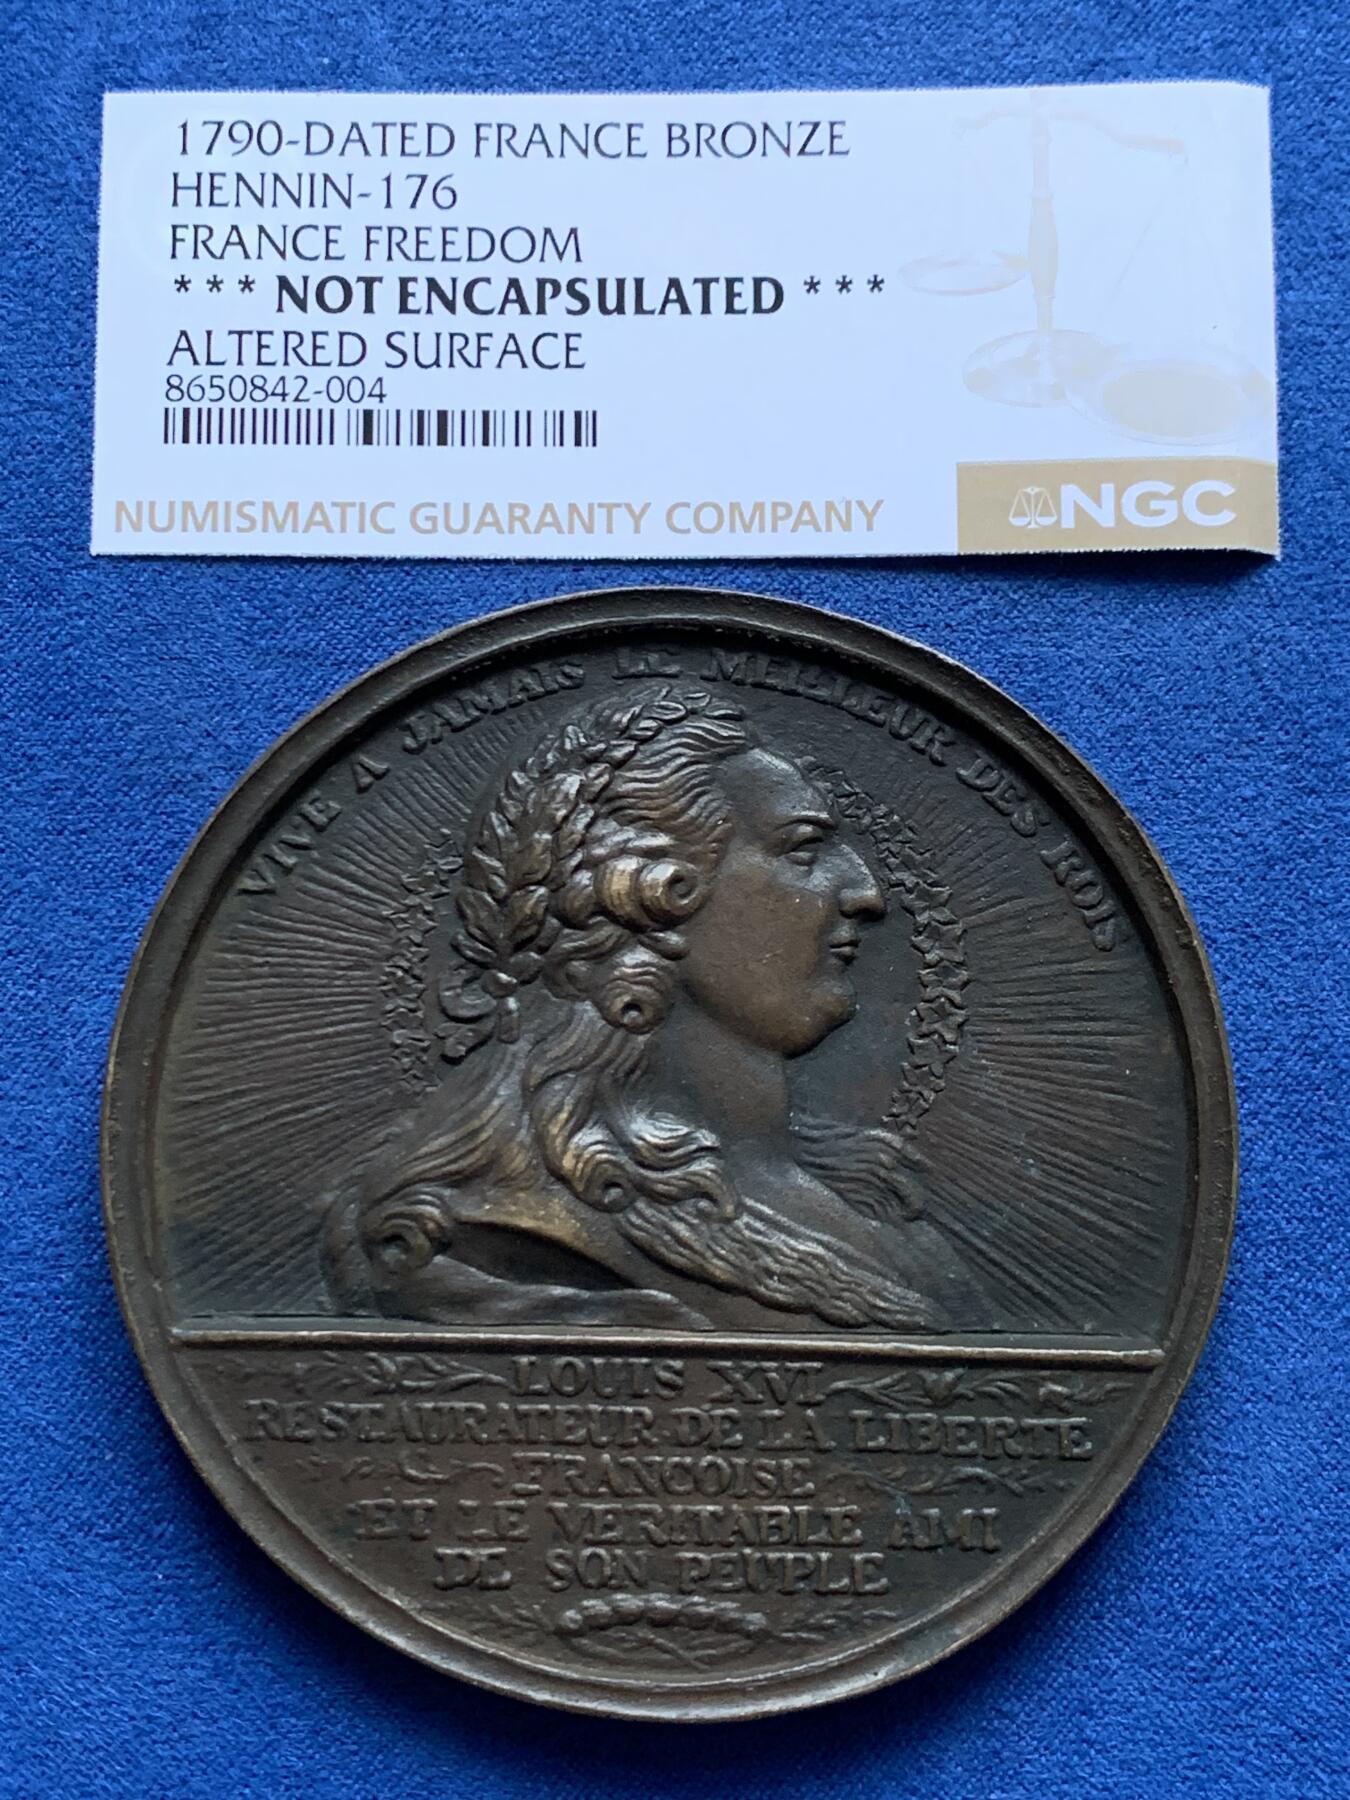 1790-DATED FRANCE BRONZE
HENNIN-176
FRANCE FREEDOM
*** NOT ENCAPSULATED ***
ALTERED SURFACE
8650842-004
NUMISMATIC GUARANTY COMPANY
NGC
VIVE A JAMAIS LE MEILLEUR DES ROIS
LOUIS XVI
RESTAURATEUR DE LA LIBERTE
FRANCOISE
ET LE VERITABLE AMI
DE SON PEUPLE